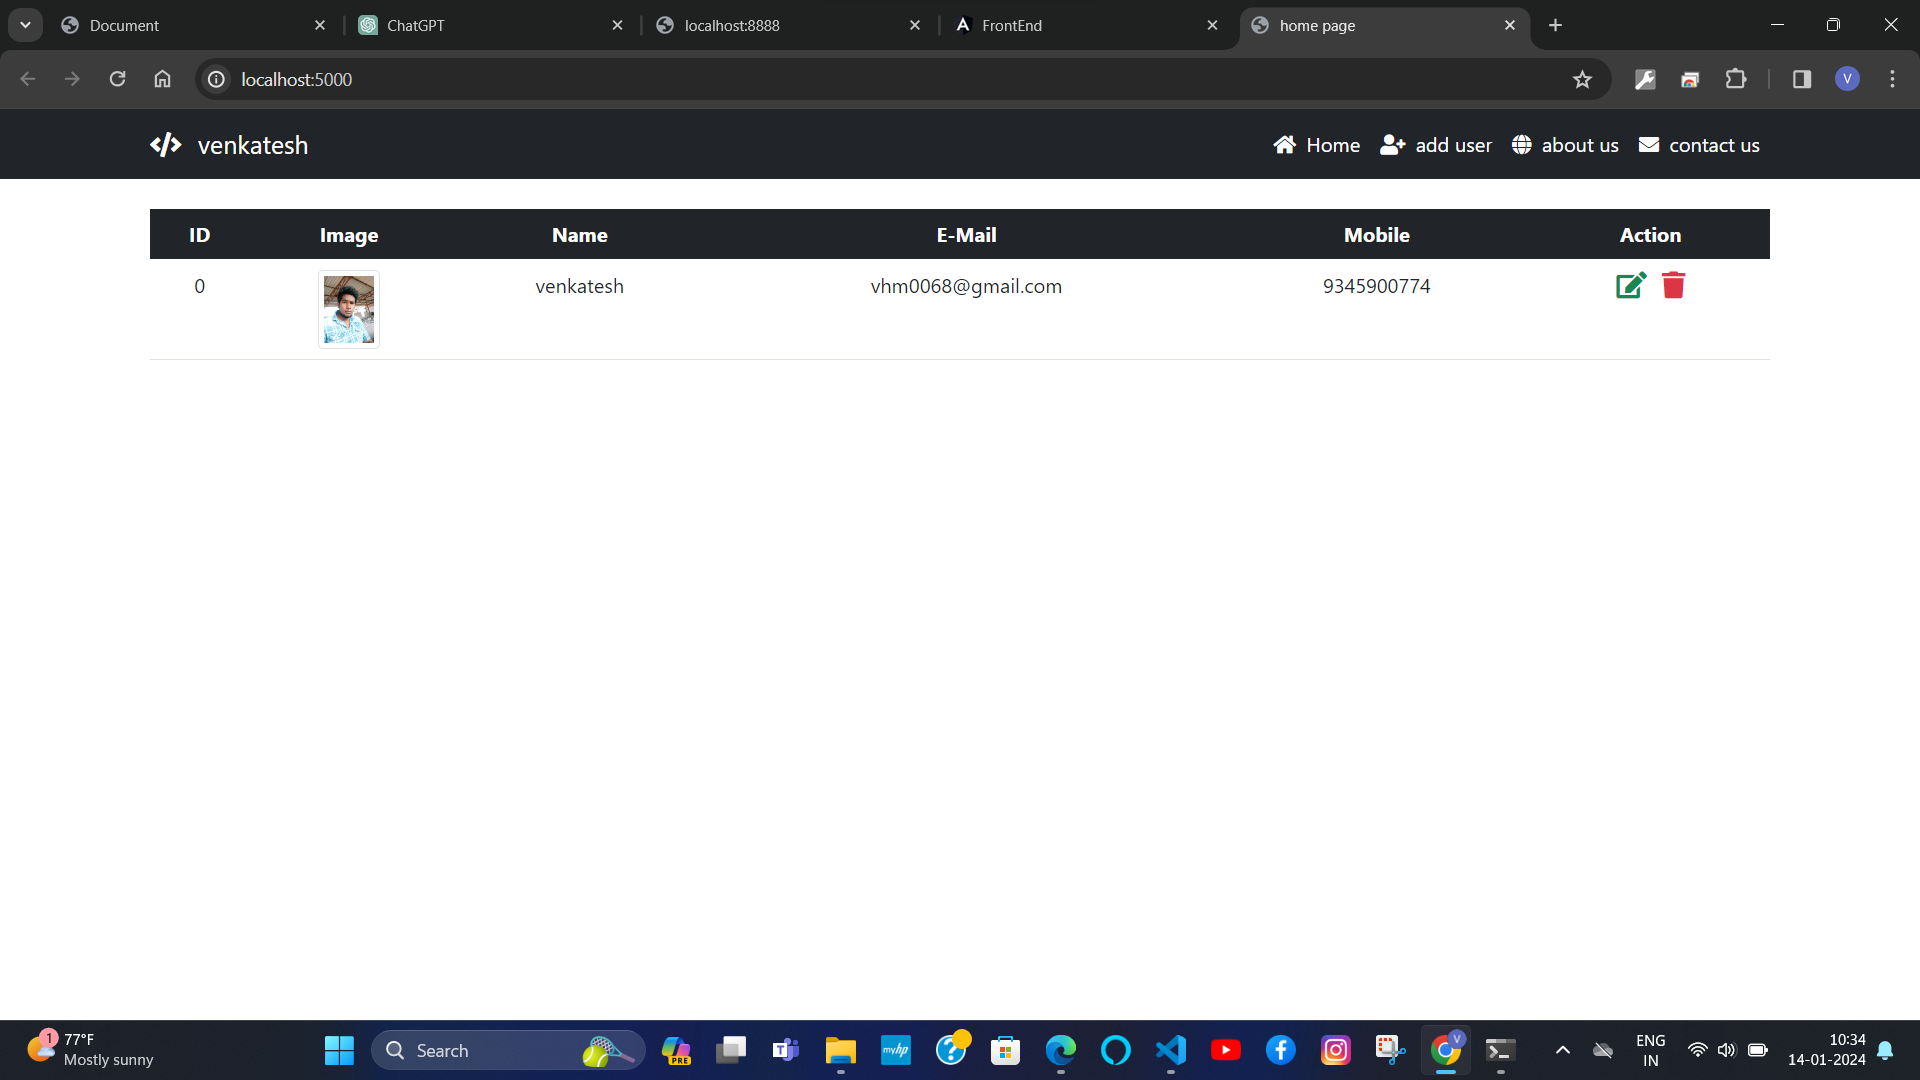 Document ChatGPT localhost:8888 FrontEnd home page
localhost:5000 V
</> venkatesh Home add user about us contact us
ID Image Name E-Mail Mobile Action
0 venkatesh vhm0068@gmail.com 9345900774
1 77°F
Mostly sunny
Search
PRE
T
myhp
?
V
ENG
IN
10:34
14-01-2024